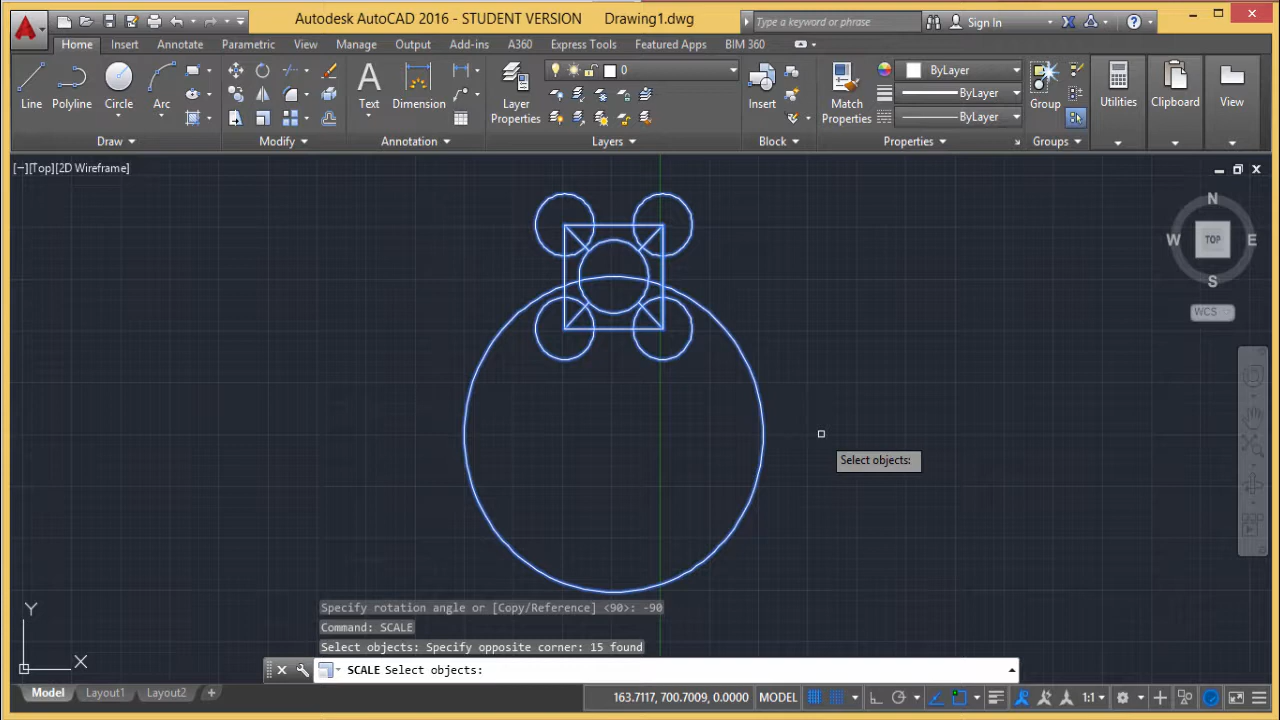 Autodesk AutoCAD 2016 - STUDENT VERSION Drawing1.dwg
Type a keyword or phrase
Sign In
Home Insert Annotate Parametric View Manage Output Add-ins A360 Express Tools Featured Apps BIM 360
Line Polyline Circle Arc
Text Dimension
Layer Properties
0
Insert
Match Properties
ByLayer
ByLayer
ByLayer
Group
Utilities Clipboard View
Draw Modify Annotation Layers Block Properties Groups
[−][Top][2D Wireframe]
N
W TOP E
S
WCS
Select objects:
Specify rotation angle or [Copy/Reference] <90>: -90
Command: SCALE
Select objects: Specify opposite corner: 15 found
SCALE Select objects:
Y
X
Model Layout1 Layout2 +
163.7117, 700.7009, 0.0000 MODEL 1:1